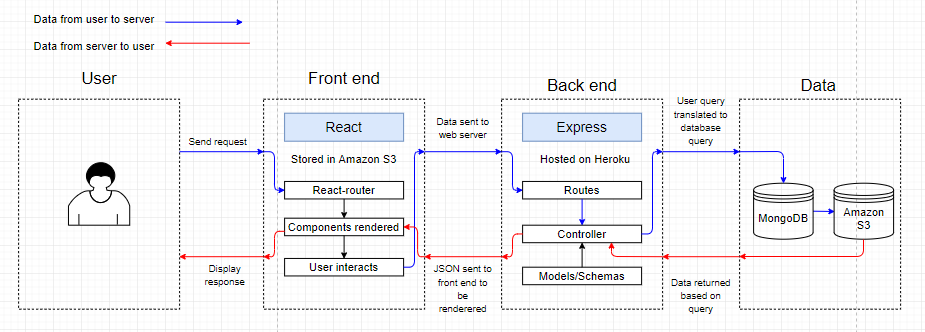 Data from user to server
Data from server to user
User
Front end
Back end
Data
React
Stored in Amazon S3
React-router
Components rendered
User interacts
Send request
Display
response
Data sent to
web server
JSON sent to
front end to
be
renderered
Express
Hosted on Heroku
Routes
Controller
Models/Schemas
User query
translated to
database
query
Data returned
based on
query
MongoDB
Amazon
S3